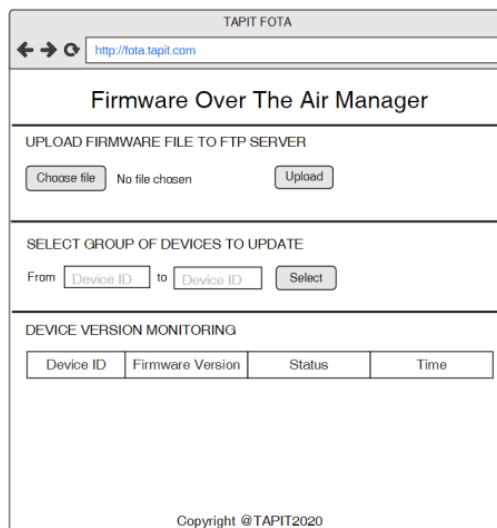 TAPIT FOTA
http://fota.tapit.com
Firmware Over The Air Manager
UPLOAD FIRMWARE FILE TO FTP SERVER
Choose file No file chosen Upload
SELECT GROUP OF DEVICES TO UPDATE
From Device ID to Device ID Select
DEVICE VERSION MONITORING
Device ID Firmware Version Status Time
Copyright @TAPIT2020